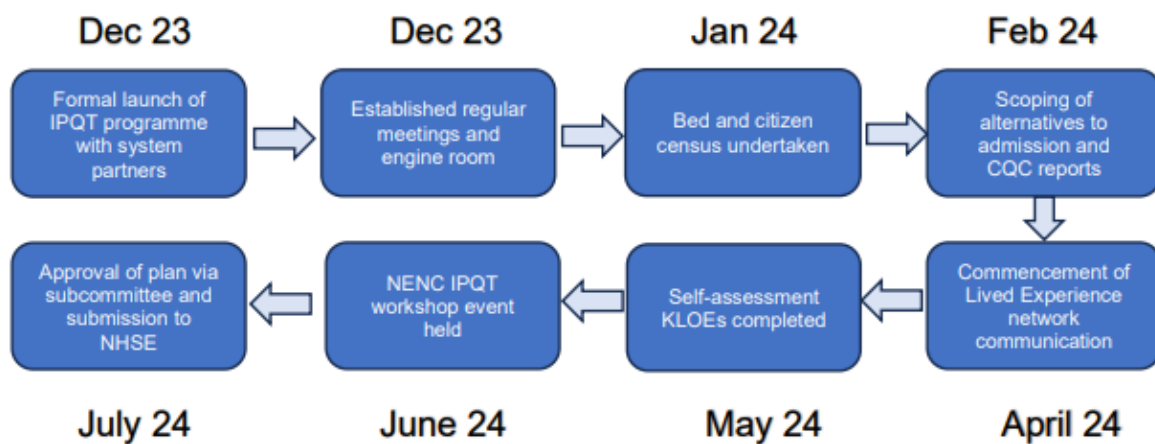 Dec 23
Dec 23
Jan 24
Feb 24
Formal launch of
IPQT programme
with system
partners
Established regular
meetings and
engine room
Bed and citizen
census undertaken
Scoping of
alternatives to
admission and
CQC reports
Commencement of
Lived Experience
network
communication
Self-assessment
KLOEs completed
NENC IPQT
workshop event
held
Approval of plan via
subcommittee and
submission to
NHSE
July 24
June 24
May 24
April 24